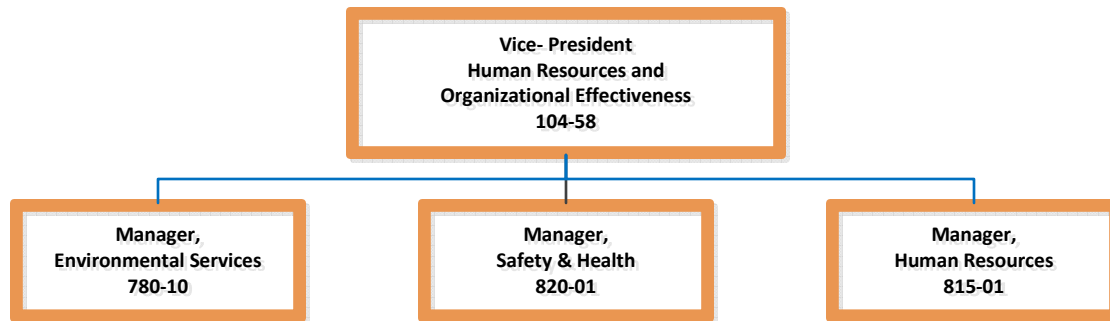 Vice- President
Human Resources and
Organizational Effectiveness
104-58
Manager,
Environmental Services
780-10
Manager,
Safety & Health
820-01
Manager,
Human Resources
815-01